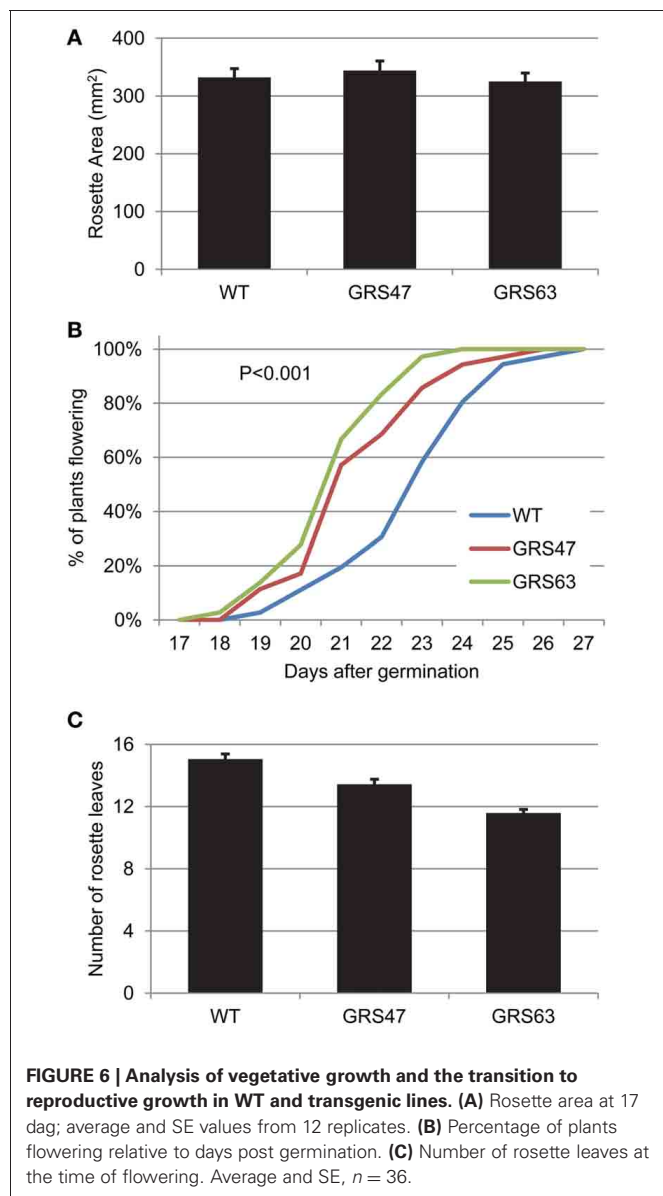 A
400
300
200
100
0
Rosette Area (mm²)
WT GRS47 GRS63
B
100%
80%
60%
40%
20%
0%
% of plants flowering
P<0.001
WT
GRS47
GRS63
17 18 19 20 21 22 23 24 25 26 27
Days after germination
C
16
12
8
4
0
Number of rosette leaves
WT GRS47 GRS63
FIGURE 6 | Analysis of vegetative growth and the transition to
reproductive growth in WT and transgenic lines. (A) Rosette area at 17
dag; average and SE values from 12 replicates. (B) Percentage of plants
flowering relative to days post germination. (C) Number of rosette leaves at
the time of flowering. Average and SE, n = 36.